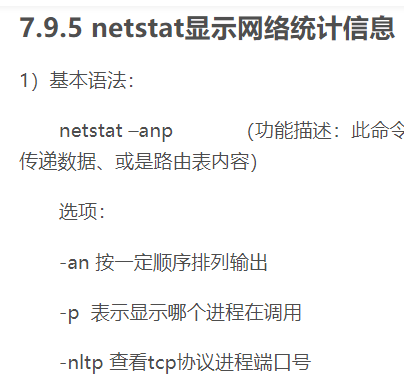 7.9.5 netstat显示网络统计信息
1）基本语法：
netstat –anp （功能描述：此命令
传递数据、或是路由表内容）
选项：
-an 按一定顺序排列输出
-p 表示显示哪个进程在调用
-nltp 查看tcp协议进程端口号